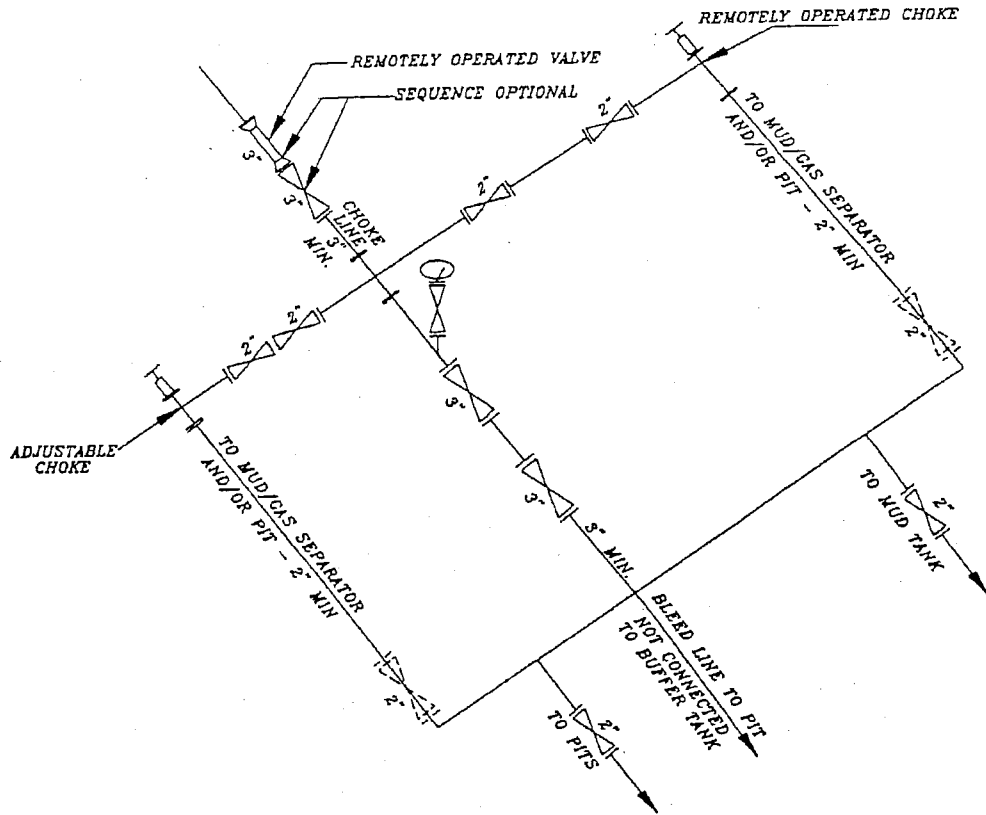 REMOTELY OPERATED CHOKE
REMOTELY OPERATED VALVE
SEQUENCE OPTIONAL
3"
3"
CHOKE
LINE
3"
MIN.
2"
2"
TO MUD/GAS SEPARATOR
AND/OR PIT - 2" MIN
2"
2"
2"
3"
2"
ADJUSTABLE
CHOKE
TO MUD/GAS SEPARATOR
AND/OR PIT - 2" MIN
3"
3" MIN.
2"
TO MUD TANK
BLEED LINE TO PIT
NOT CONNECTED
TO BUFFER TANK
2"
2"
TO PITS